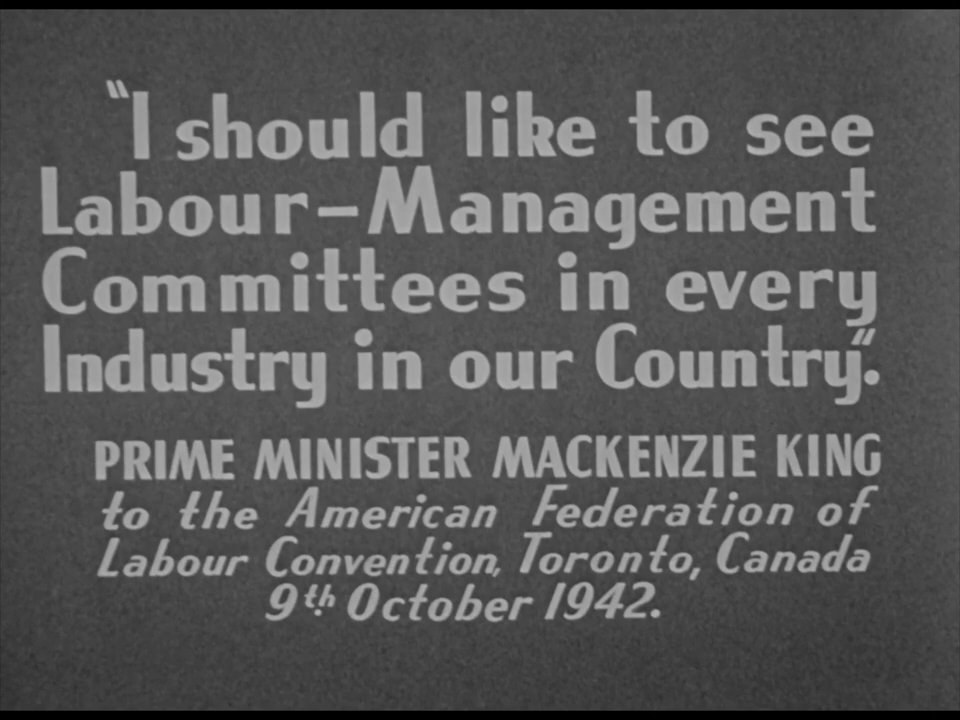 "I should like to see
Labour-Management
Committees in every
Industry in our Country".
PRIME MINISTER MACKENZIE KING
to the American Federation of
Labour Convention, Toronto, Canada
9th October 1942.